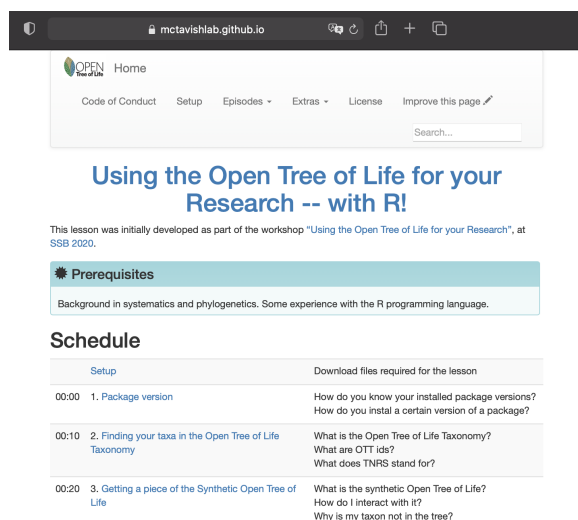 mctavishlab.github.io
OPEN
Tree of Life
Home
Code of Conduct Setup Episodes Extras License Improve this page
Search...
Using the Open Tree of Life for your
Research -- with R!
This lesson was initially developed as part of the workshop “Using the Open Tree of Life for your Research”, at
SSB 2020.
Prerequisites
Background in systematics and phylogenetics. Some experience with the R programming language.
Schedule
Setup Download files required for the lesson
00:00 1. Package version How do you know your installed package versions?
How do you instal a certain version of a package?
00:10 2. Finding your taxa in the Open Tree of Life What is the Open Tree of Life Taxonomy?
Taxonomy What are OTT ids?
What does TNRS stand for?
00:20 3. Getting a piece of the Synthetic Open Tree of What is the synthetic Open Tree of Life?
Life How do I interact with it?
Why is my taxon not in the tree?